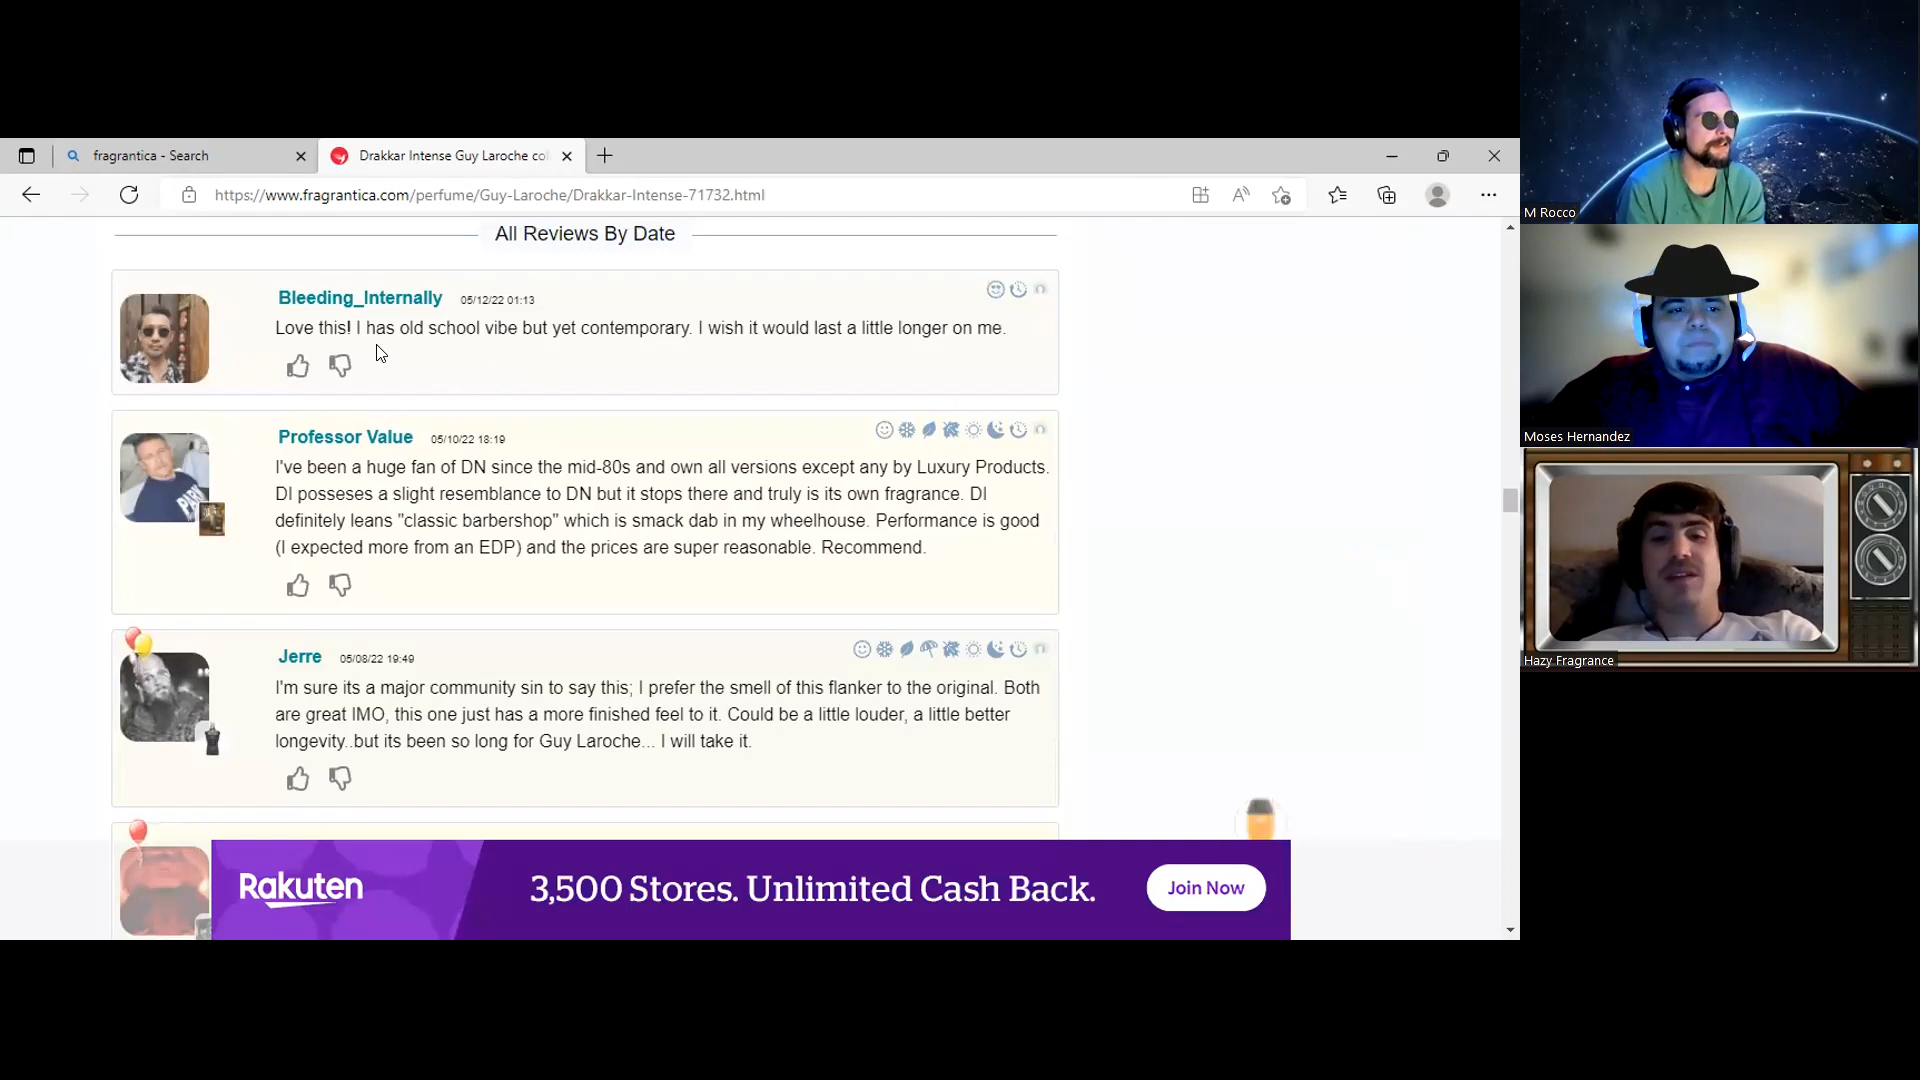 fragrantica - Search
Drakkar Intense Guy Laroche co
https://www.fragrantica.com/perfume/Guy-Laroche/Drakkar-Intense-71732.html
All Reviews By Date
Bleeding_Internally 05/12/22 01:13
Love this! I has old school vibe but yet contemporary. I wish it would last a little longer on me.
Professor Value 05/10/22 18:19
I've been a huge fan of DN since the mid-80s and own all versions except any by Luxury Products.
DI posseses a slight resemblance to DN but it stops there and truly is its own fragrance. DI
definitely leans "classic barbershop" which is smack dab in my wheelhouse. Performance is good
(I expected more from an EDP) and the prices are super reasonable. Recommend.
Jerre 05/08/22 19:49
I'm sure its a major community sin to say this; I prefer the smell of this flanker to the original. Both
are great IMO, this one just has a more finished feel to it. Could be a little louder, a little better
longevity..but its been so long for Guy Laroche... I will take it.
Rakuten
3,500 Stores. Unlimited Cash Back.
Join Now
M Rocco
Moses Hernandez
Hazy Fragrance